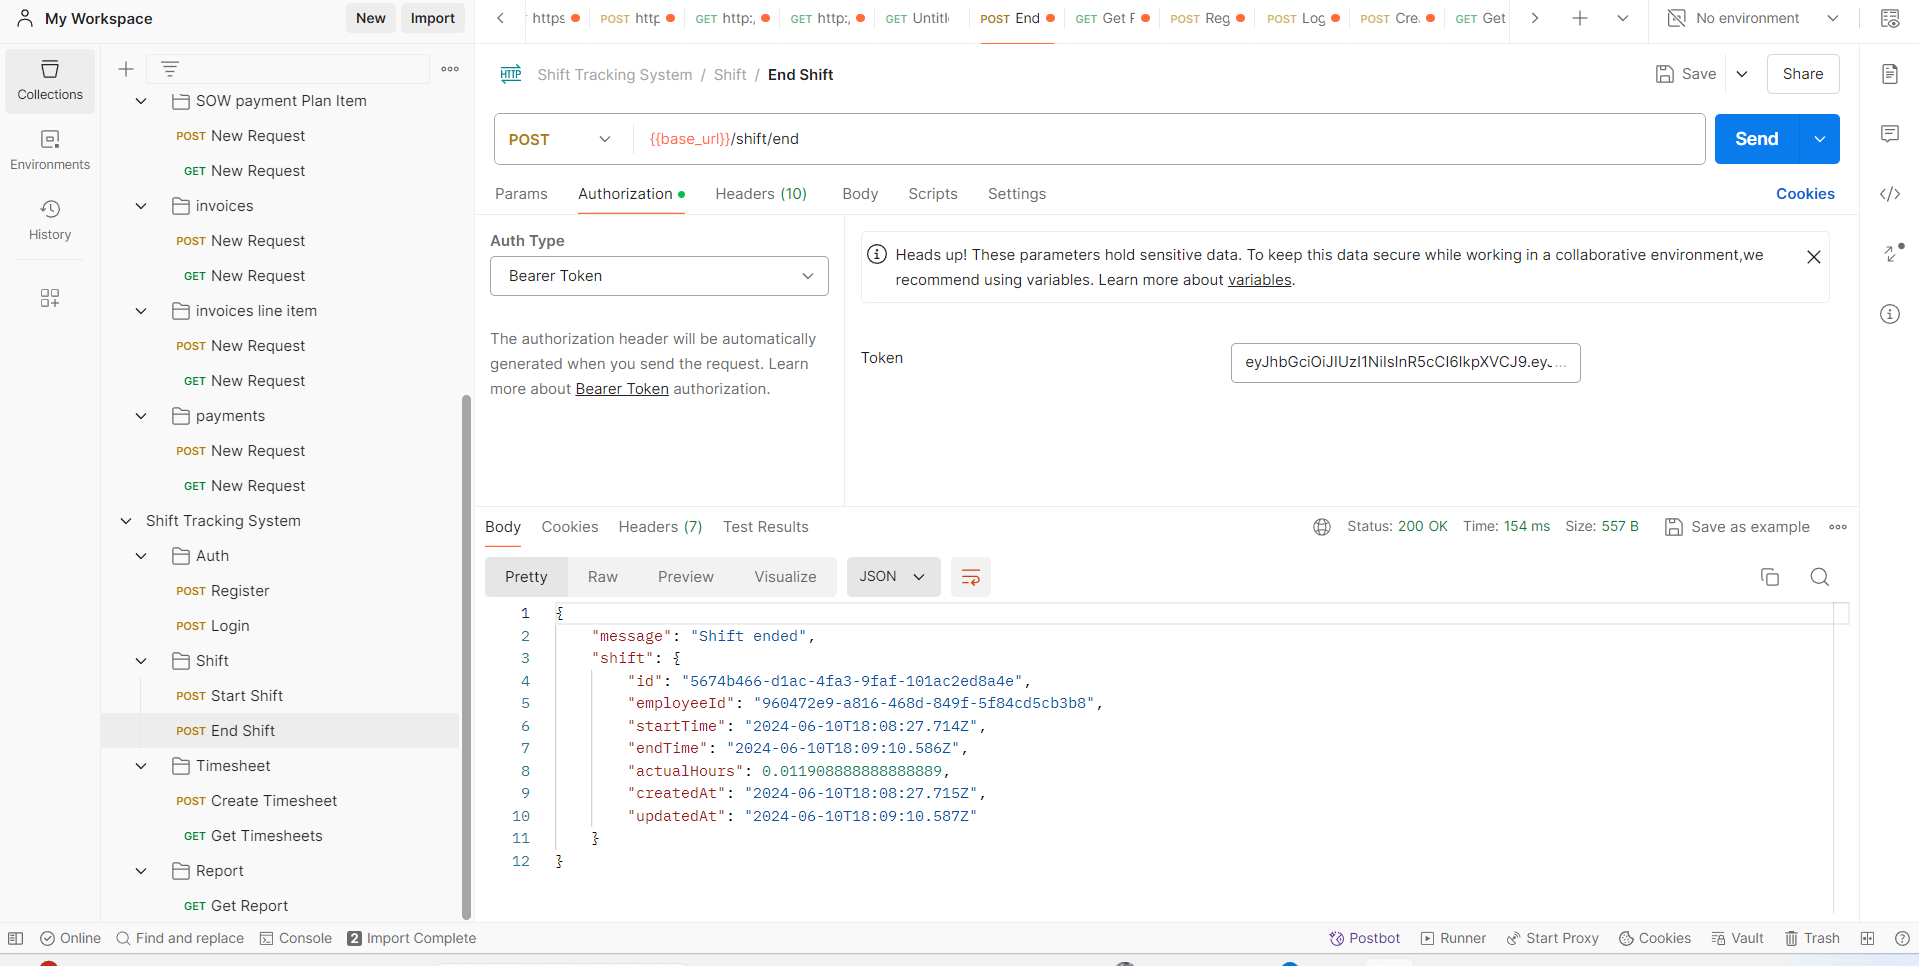 My Workspace
New
Import
https
POST http
GET http:/
GET http:/
GET Untitl
POST End
GET Get F
POST Reg
POST Log
POST Cre
GET Get
No environment
Collections
Environments
History
SOW payment Plan Item
POST New Request
GET New Request
invoices
POST New Request
GET New Request
invoices line item
POST New Request
GET New Request
payments
POST New Request
GET New Request
Shift Tracking System
Auth
POST Register
POST Login
Shift
POST Start Shift
POST End Shift
Timesheet
POST Create Timesheet
GET Get Timesheets
Report
GET Get Report
HTTP Shift Tracking System / Shift / End Shift
Save
Share
POST
{{base_url}}/shift/end
Send
Params
Authorization
Headers (10)
Body
Scripts
Settings
Cookies
Auth Type
Bearer Token
The authorization header will be automatically
generated when you send the request. Learn
more about Bearer Token authorization.
Heads up! These parameters hold sensitive data. To keep this data secure while working in a collaborative environment,we
recommend using variables. Learn more about variables.
Token
eyJhbGciOiJIUzI1NiIsInR5cCI6IkpXVCJ9.eyJ...
Body
Cookies
Headers (7)
Test Results
Status: 200 OK
Time: 154 ms
Size: 557 B
Save as example
Pretty
Raw
Preview
Visualize
JSON
1 {
2 "message": "Shift ended",
3 "shift": {
4 "id": "5674b466-d1ac-4fa3-9faf-101ac2ed8a4e",
5 "employeeId": "960472e9-a816-468d-849f-5f84cd5cb3b8",
6 "startTime": "2024-06-10T18:08:27.714Z",
7 "endTime": "2024-06-10T18:09:10.586Z",
8 "actualHours": 0.011908888888888889,
9 "createdAt": "2024-06-10T18:08:27.715Z",
10 "updatedAt": "2024-06-10T18:09:10.587Z"
11 }
12 }
Online
Find and replace
Console
2 Import Complete
Postbot
Runner
Start Proxy
Cookies
Vault
Trash